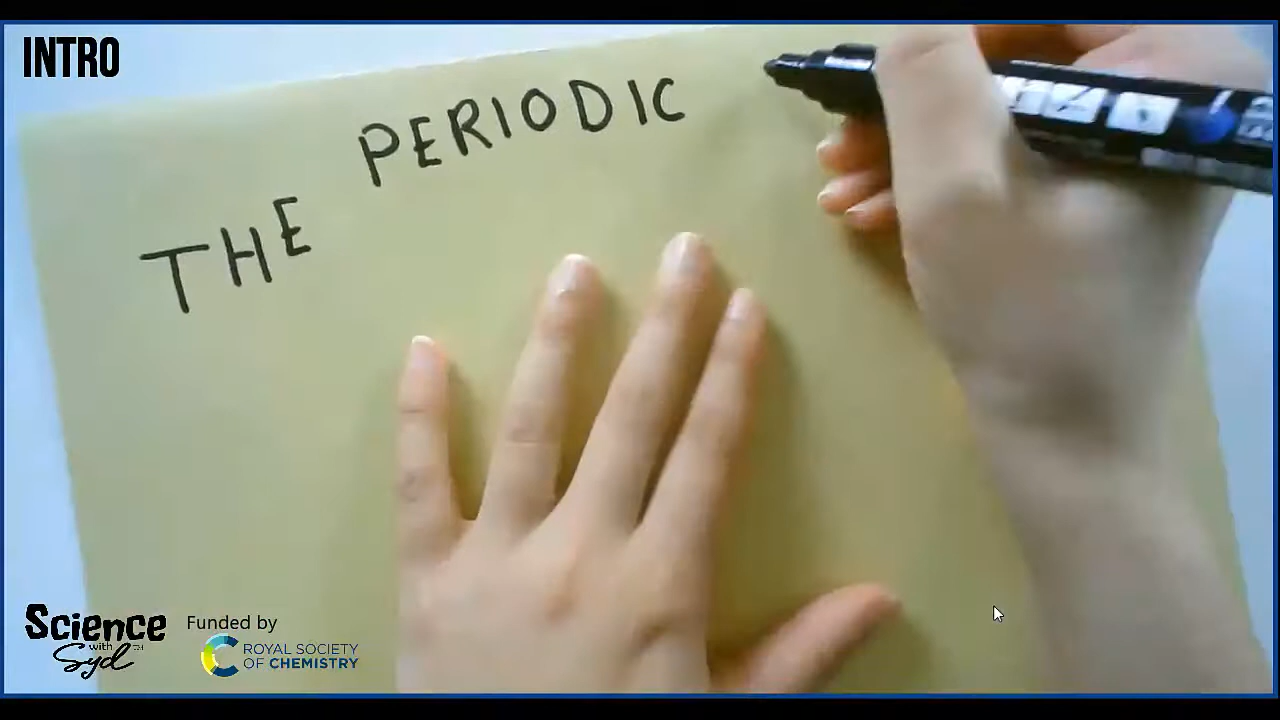 INTRO
THE PERIODIC
Science
with
Syd
Funded by
ROYAL SOCIETY
OF CHEMISTRY